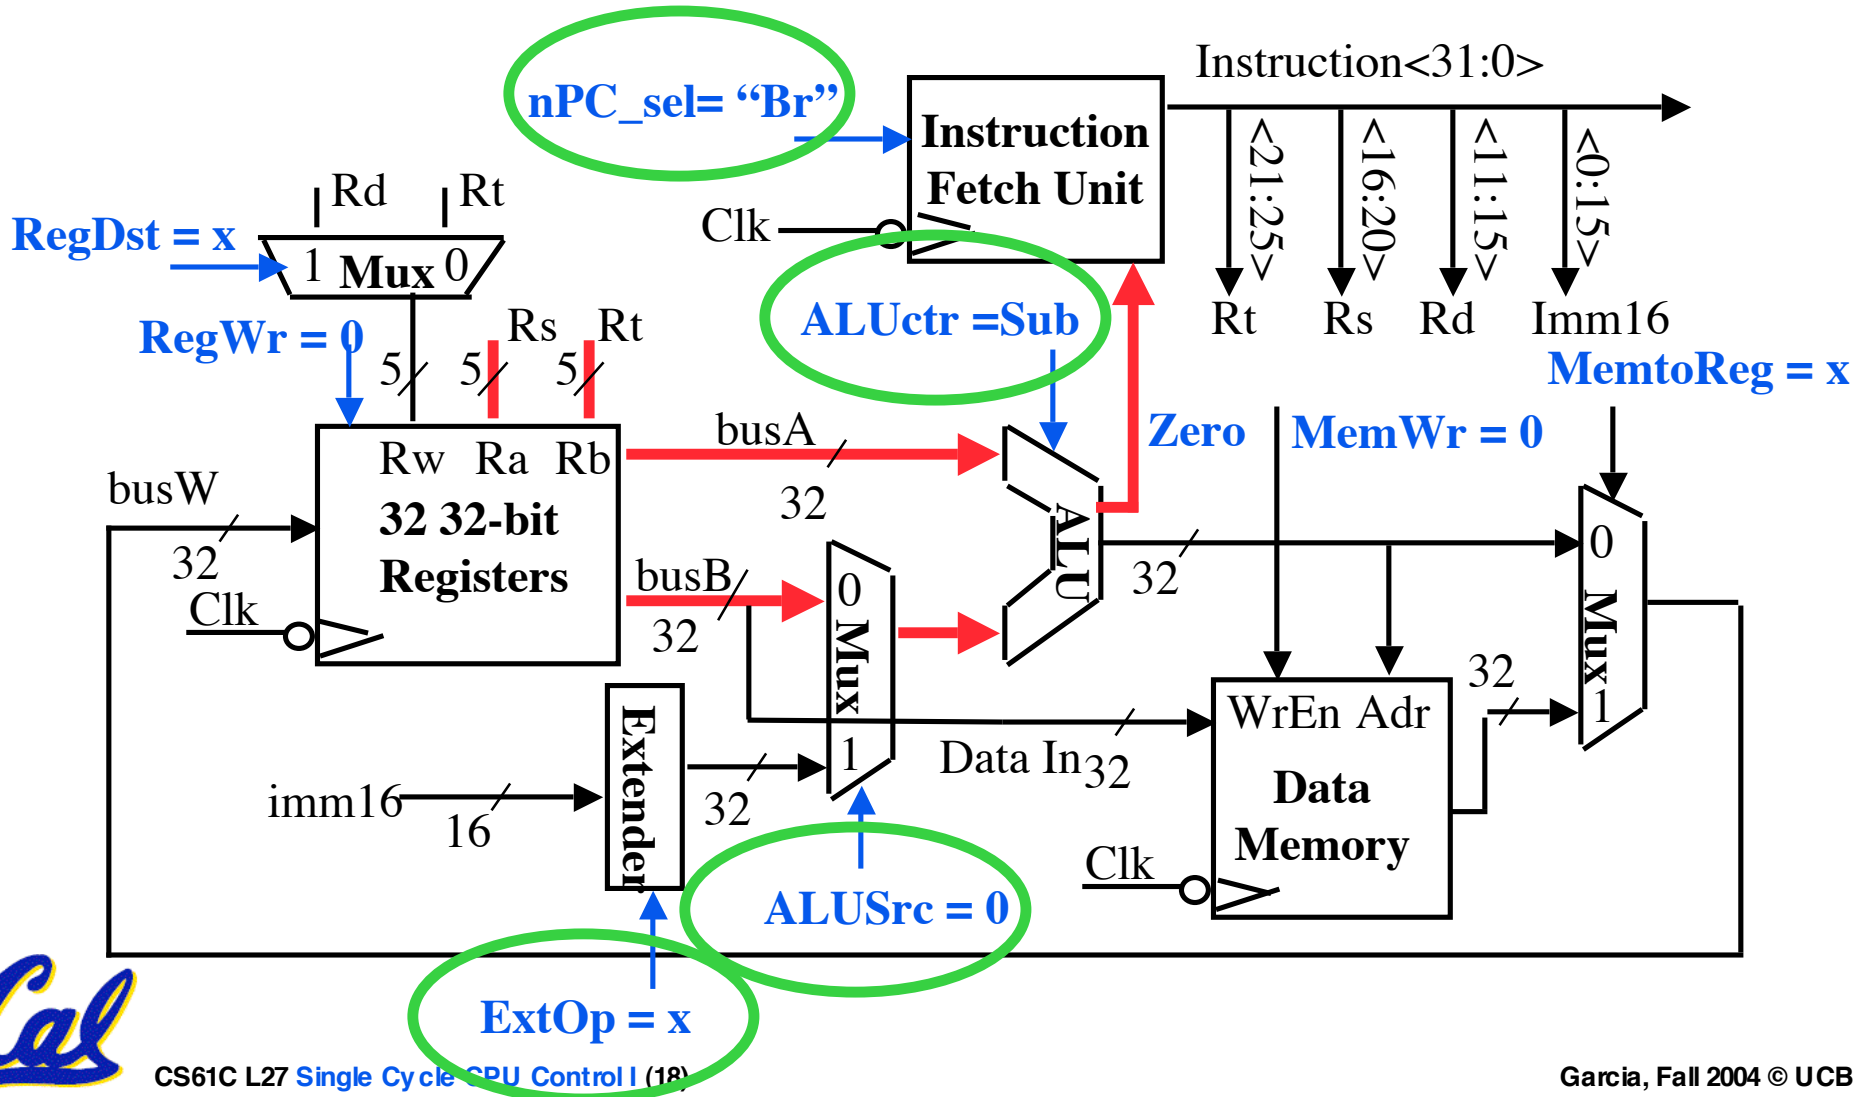 nPC_sel= “Br”
Instruction<31:0>
Instruction
Fetch Unit
Clk
<21:25>
<16:20>
<11:15>
<0:15>
Rt
Rs
Rd
Imm16
Rd
Rt
RegDst = x
1 Mux 0
RegWr = 0
5
5
Rs
5
Rt
ALUctr =Sub
MemtoReg = x
Zero
MemWr = 0
busA
32
Rw Ra Rb
32 32-bit
Registers
busW
32
Clk
busB
32
0
Mux
1
ALU
32
0
Mux
1
Extender
imm16
16
32
Data In
32
WrEn Adr
Data
Memory
32
Clk
ALUSrc = 0
ExtOp = x
Cal
CS61C L27 Single Cycle CPU Control I (18)
Garcia, Fall 2004 © UCB